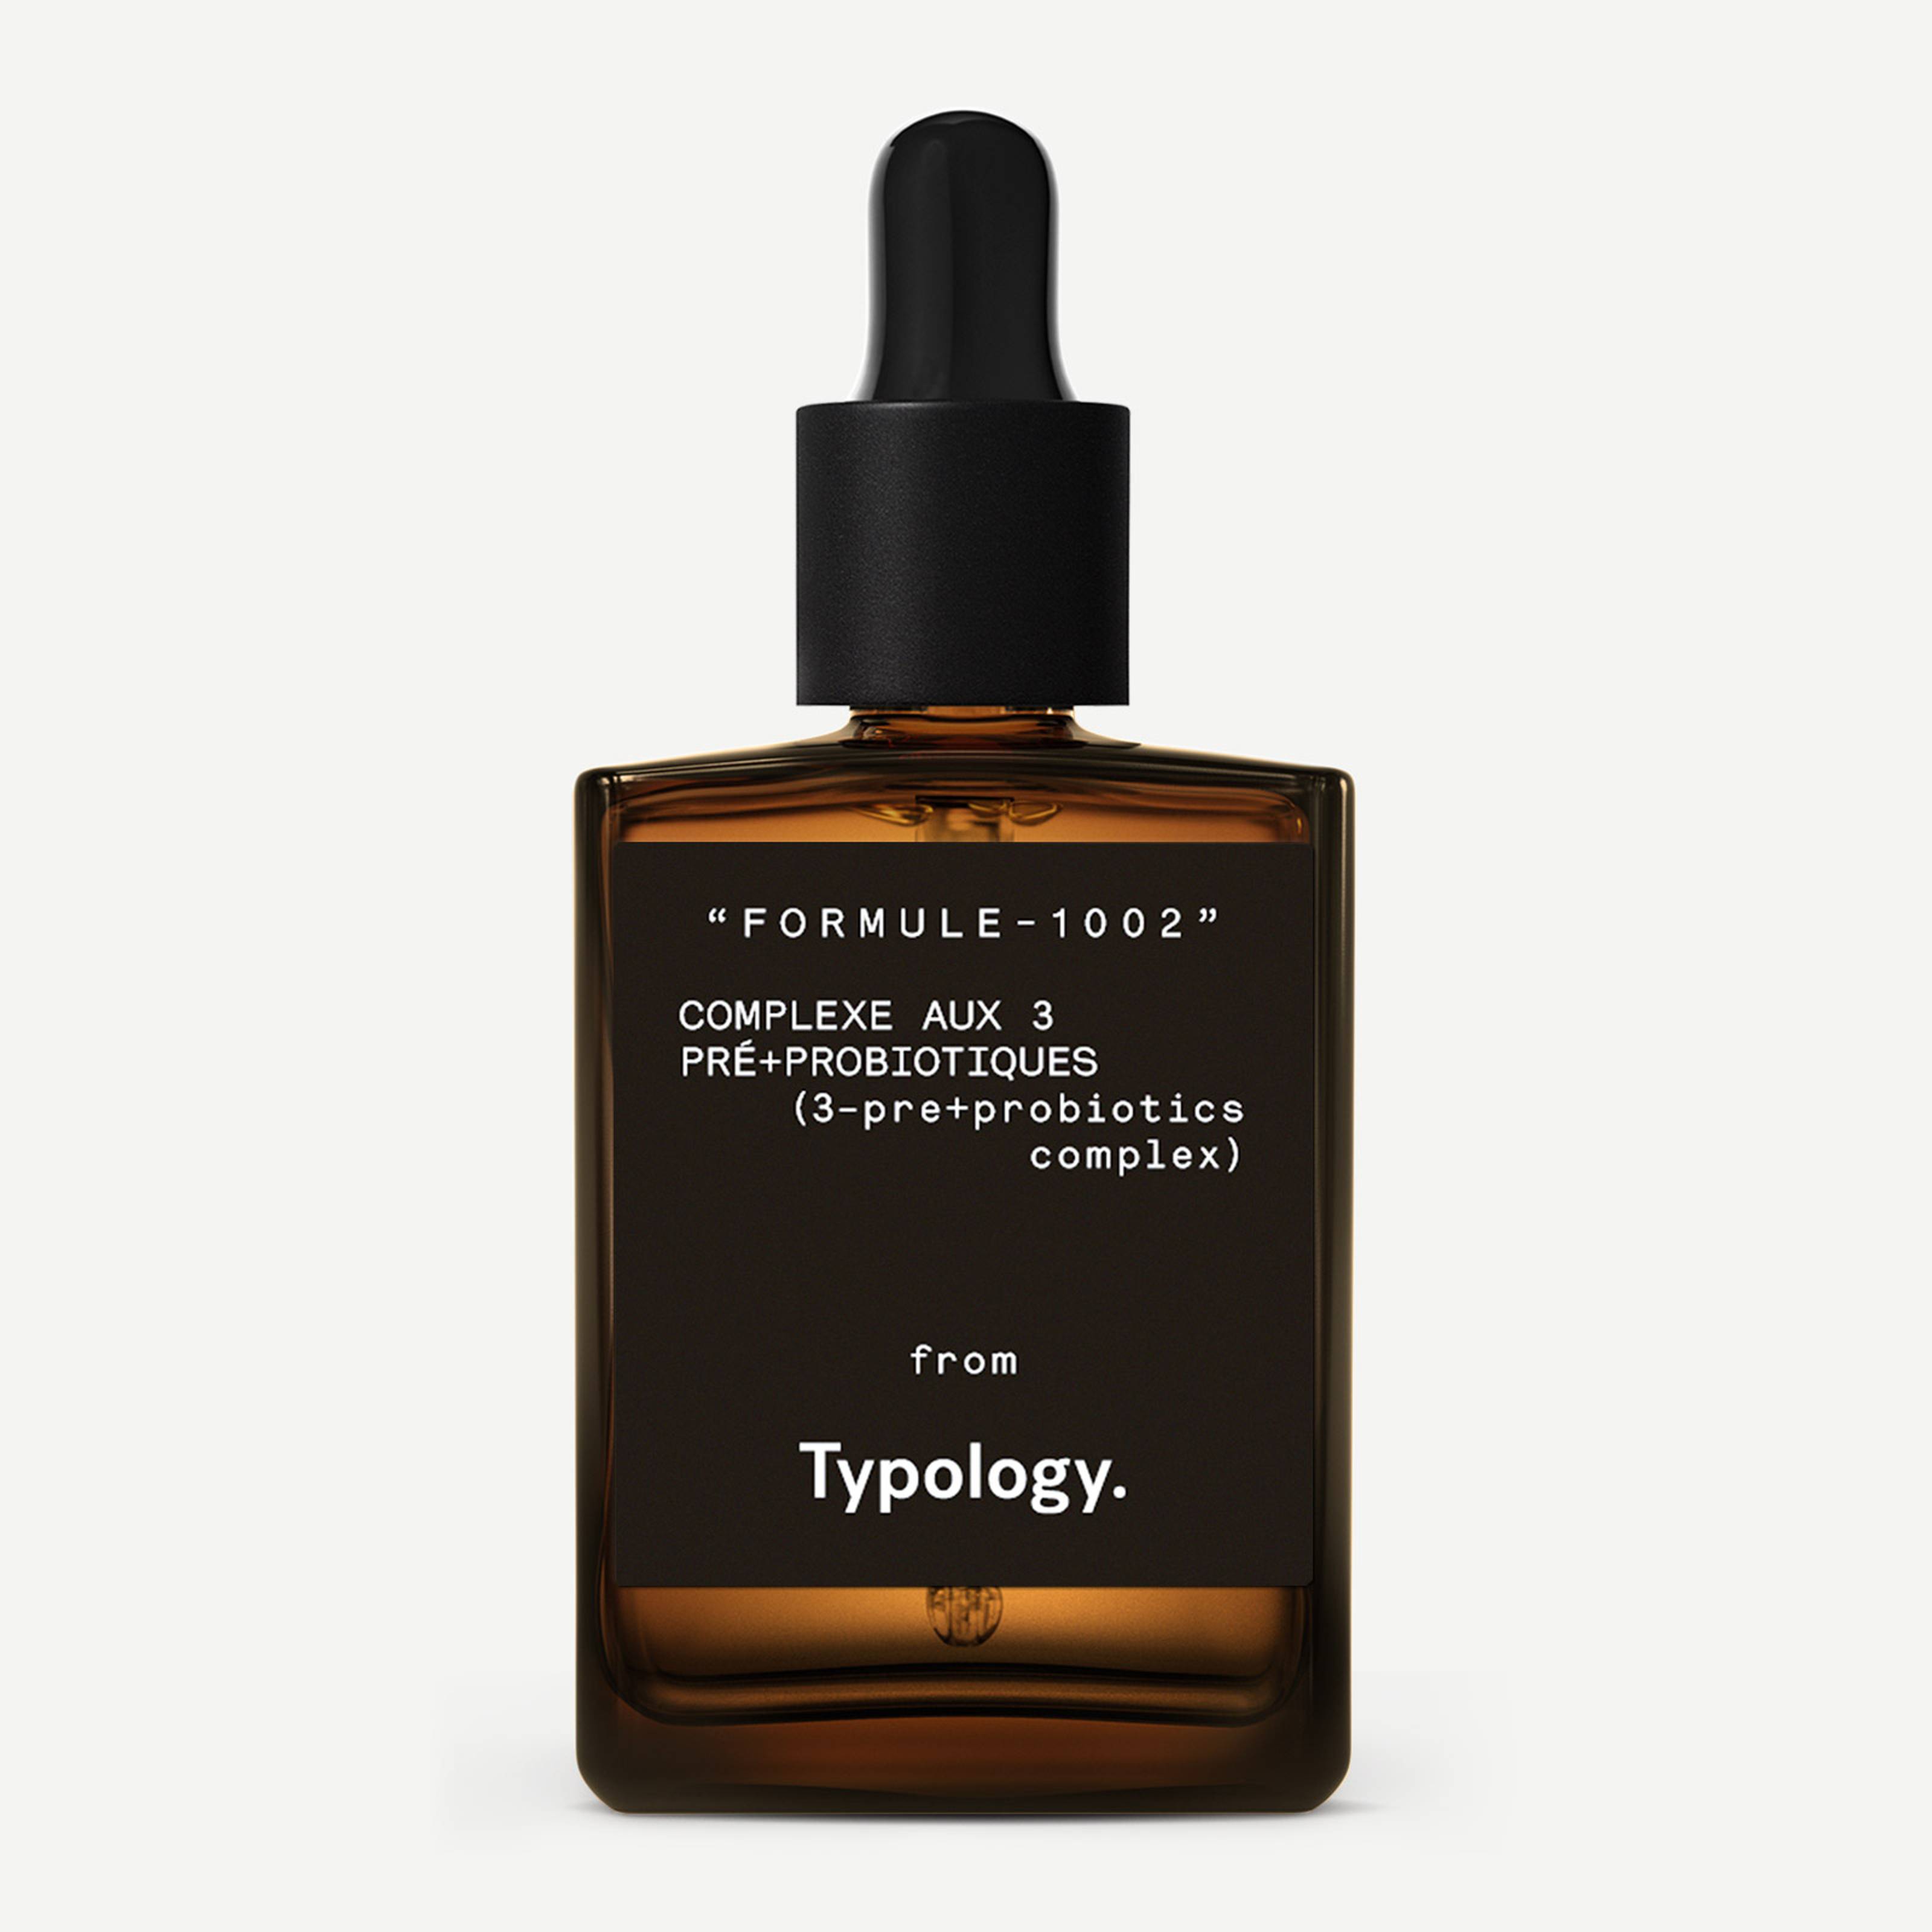 “FORMULE-1002”
COMPLEXE AUX 3
PRÉ+PROBIOTIQUES
(3-pre+probiotics
complex)
from
Typology.